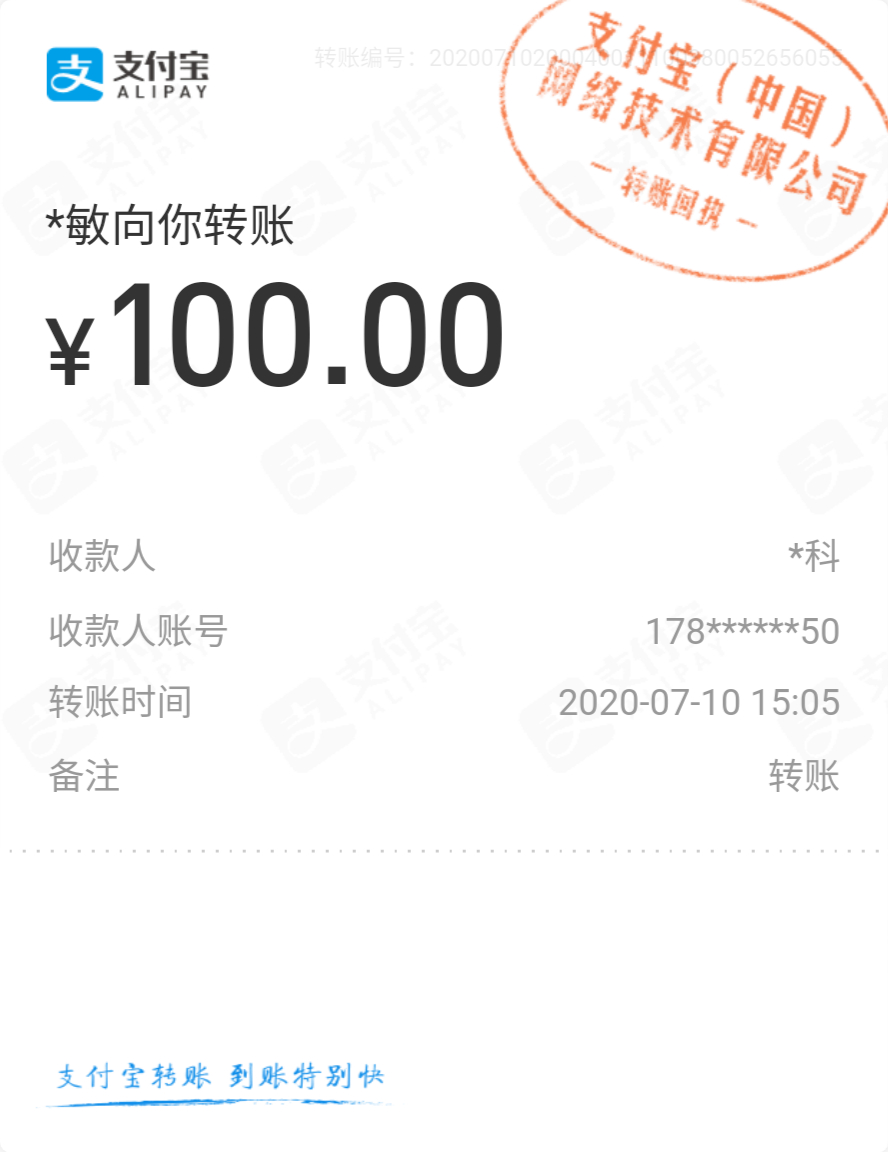 支付宝
ALIPAY
转账编号：
支付宝（中国）
网络技术有限公司
一 转账回执 一
*敏向你转账
¥100.00
收款人 *科
收款人账号 178******50
转账时间 2020-07-10 15:05
备注 转账
支付宝转账 到账特别快